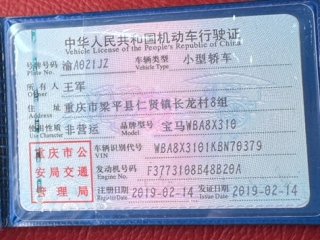 中华人民共和国机动车行驶证
Vehicle License of the People's Republic of China
号牌号码 渝A021JZ 车辆类型 小型轿车
Plate No. Vehicle Type
所有人 王军
Owner
住址 重庆市梁平县仁贤镇长龙村8组
Address
使用性质 非营运 品牌型号 宝马WBA8X310
Use Character Model
重庆市公安局交通管理局
车辆识别代号 WBA8X3101KBN70379
VIN
发动机号码 F3773108B48B20A
Engine No.
注册日期 2019-02-14 发证日期 2019-02-14
Register Date Issue Date